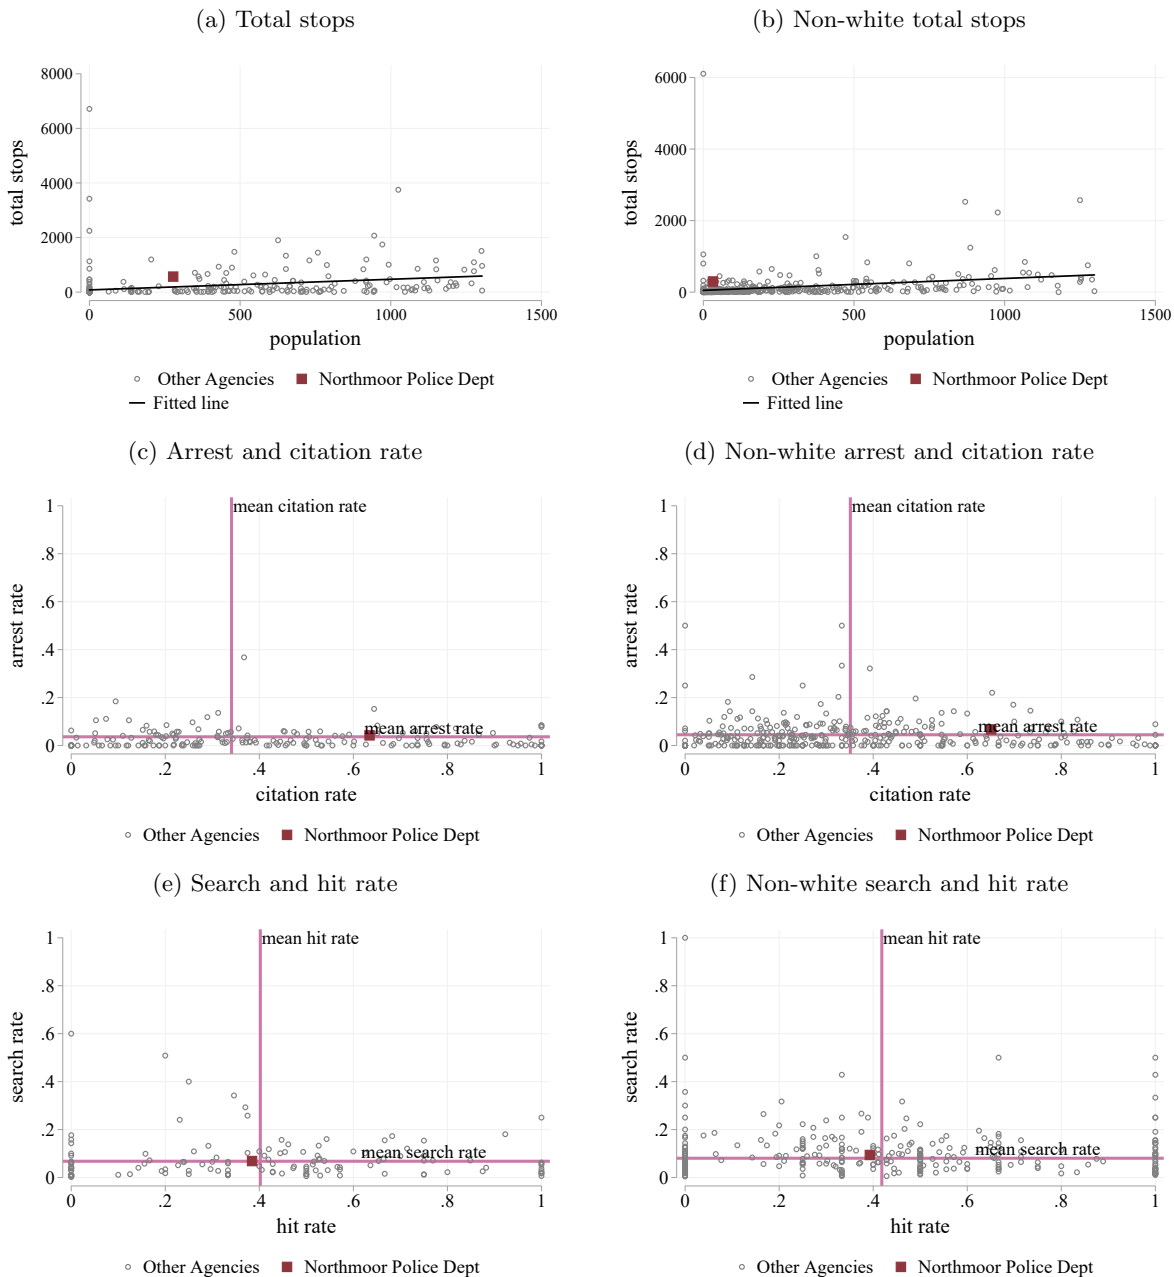 (a) Total stops
total stops
8000
6000
4000
2000
0
0 500 1000 1500
population
Other Agencies Northmoor Police Dept
Fitted line
(b) Non-white total stops
total stops
6000
4000
2000
0
0 500 1000 1500
population
Other Agencies Northmoor Police Dept
Fitted line
(c) Arrest and citation rate
arrest rate
1
.8
.6
.4
.2
0
mean citation rate
mean arrest rate
0 .2 .4 .6 .8 1
citation rate
Other Agencies Northmoor Police Dept
(d) Non-white arrest and citation rate
arrest rate
1
.8
.6
.4
.2
0
mean citation rate
mean arrest rate
0 .2 .4 .6 .8 1
citation rate
Other Agencies Northmoor Police Dept
(e) Search and hit rate
search rate
1
.8
.6
.4
.2
0
mean hit rate
mean search rate
0 .2 .4 .6 .8 1
hit rate
Other Agencies Northmoor Police Dept
(f) Non-white search and hit rate
search rate
1
.8
.6
.4
.2
0
mean hit rate
mean search rate
0 .2 .4 .6 .8 1
hit rate
Other Agencies Northmoor Police Dept